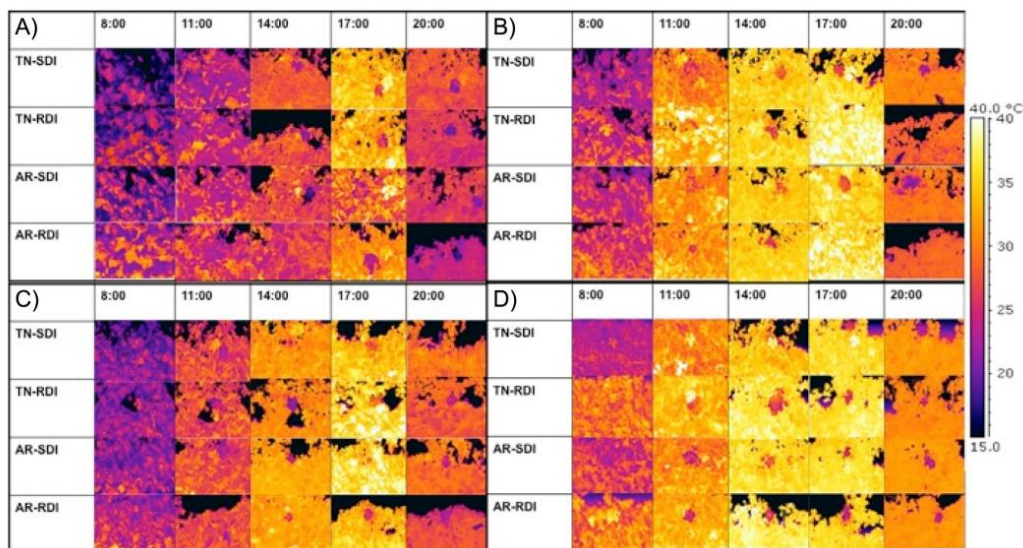 A) 8:00 11:00 14:00 17:00 20:00
TN-SDI
TN-RDI
AR-SDI
AR-RDI
B) 8:00 11:00 14:00 17:00 20:00
TN-SDI
TN-RDI
AR-SDI
AR-RDI
C) 8:00 11:00 14:00 17:00 20:00
TN-SDI
TN-RDI
AR-SDI
AR-RDI
D) 8:00 11:00 14:00 17:00 20:00
TN-SDI
TN-RDI
AR-SDI
AR-RDI
40.0 °C
40
35
30
25
20
15.0